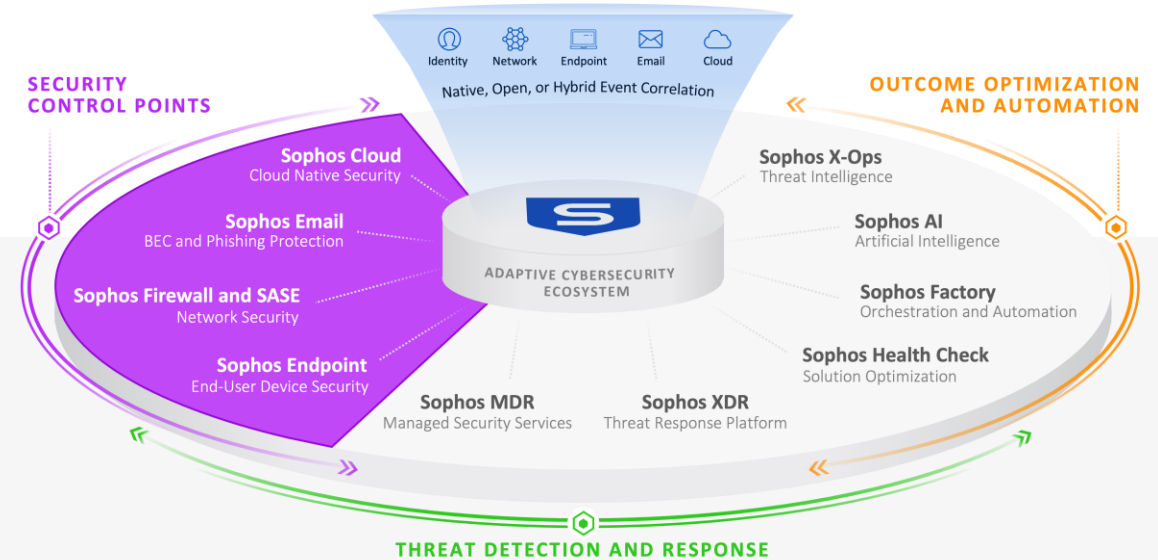 Identity
Network
Endpoint
Email
Cloud
Native, Open, or Hybrid Event Correlation
SECURITY
CONTROL POINTS
OUTCOME OPTIMIZATION
AND AUTOMATION
Sophos Cloud
Cloud Native Security
Sophos Email
BEC and Phishing Protection
Sophos Firewall and SASE
Network Security
Sophos Endpoint
End-User Device Security
S
ADAPTIVE CYBERSECURITY
ECOSYSTEM
Sophos X-Ops
Threat Intelligence
Sophos AI
Artificial Intelligence
Sophos Factory
Orchestration and Automation
Sophos Health Check
Solution Optimization
Sophos MDR
Managed Security Services
Sophos XDR
Threat Response Platform
THREAT DETECTION AND RESPONSE